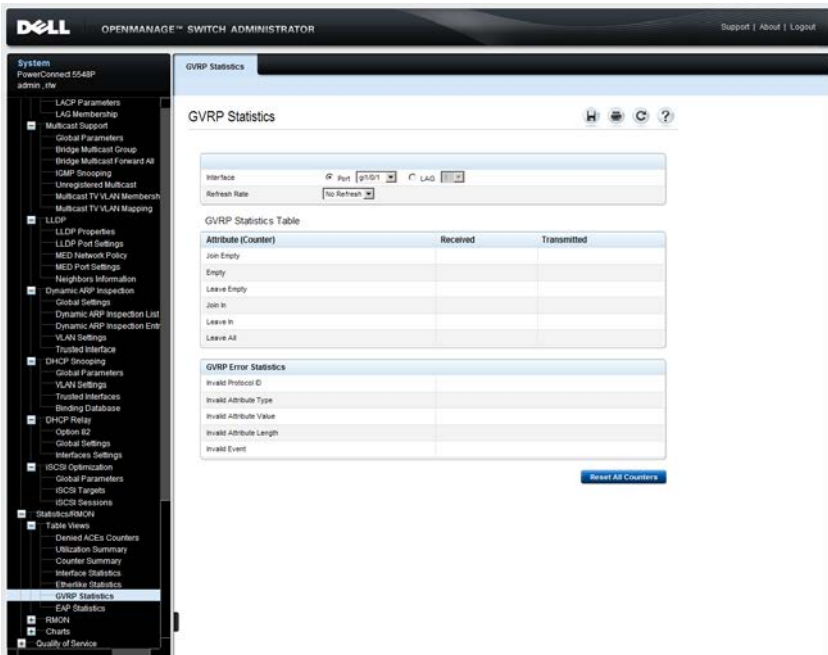 DELL
OPENMANAGE™ SWITCH ADMINISTRATOR
Support | About | Logout
System
PowerConnect 5548P
admin , r/w
LACP Parameters
LAG Membership
Multicast Support
Global Parameters
Bridge Multicast Group
Bridge Multicast Forward All
IGMP Snooping
Unregistered Multicast
Multicast TV VLAN Membersh
Multicast TV VLAN Mapping
LLDP
LLDP Properties
LLDP Port Settings
MED Network Policy
MED Port Settings
Neighbors Information
Dynamic ARP Inspection
Global Settings
Dynamic ARP Inspection List
Dynamic ARP Inspection Entr
VLAN Settings
Trusted Interface
DHCP Snooping
Global Parameters
VLAN Settings
Trusted Interfaces
Binding Database
DHCP Relay
Option 82
Global Settings
Interfaces Settings
iSCSI Optimization
Global Parameters
iSCSI Targets
iSCSI Sessions
Statistics/RMON
Table Views
Denied ACEs Counters
Utilization Summary
Counter Summary
Interface Statistics
Etherlike Statistics
GVRP Statistics
EAP Statistics
RMON
Charts
Quality of Service
GVRP Statistics
GVRP Statistics
Interface Port gi1/0/1 LAG 1
Refresh Rate No Refresh
GVRP Statistics Table
Attribute (Counter) Received Transmitted
Join Empty
Empty
Leave Empty
Join In
Leave In
Leave All
GVRP Error Statistics
Invalid Protocol ID
Invalid Attribute Type
Invalid Attribute Value
Invalid Attribute Length
Invalid Event
Reset All Counters